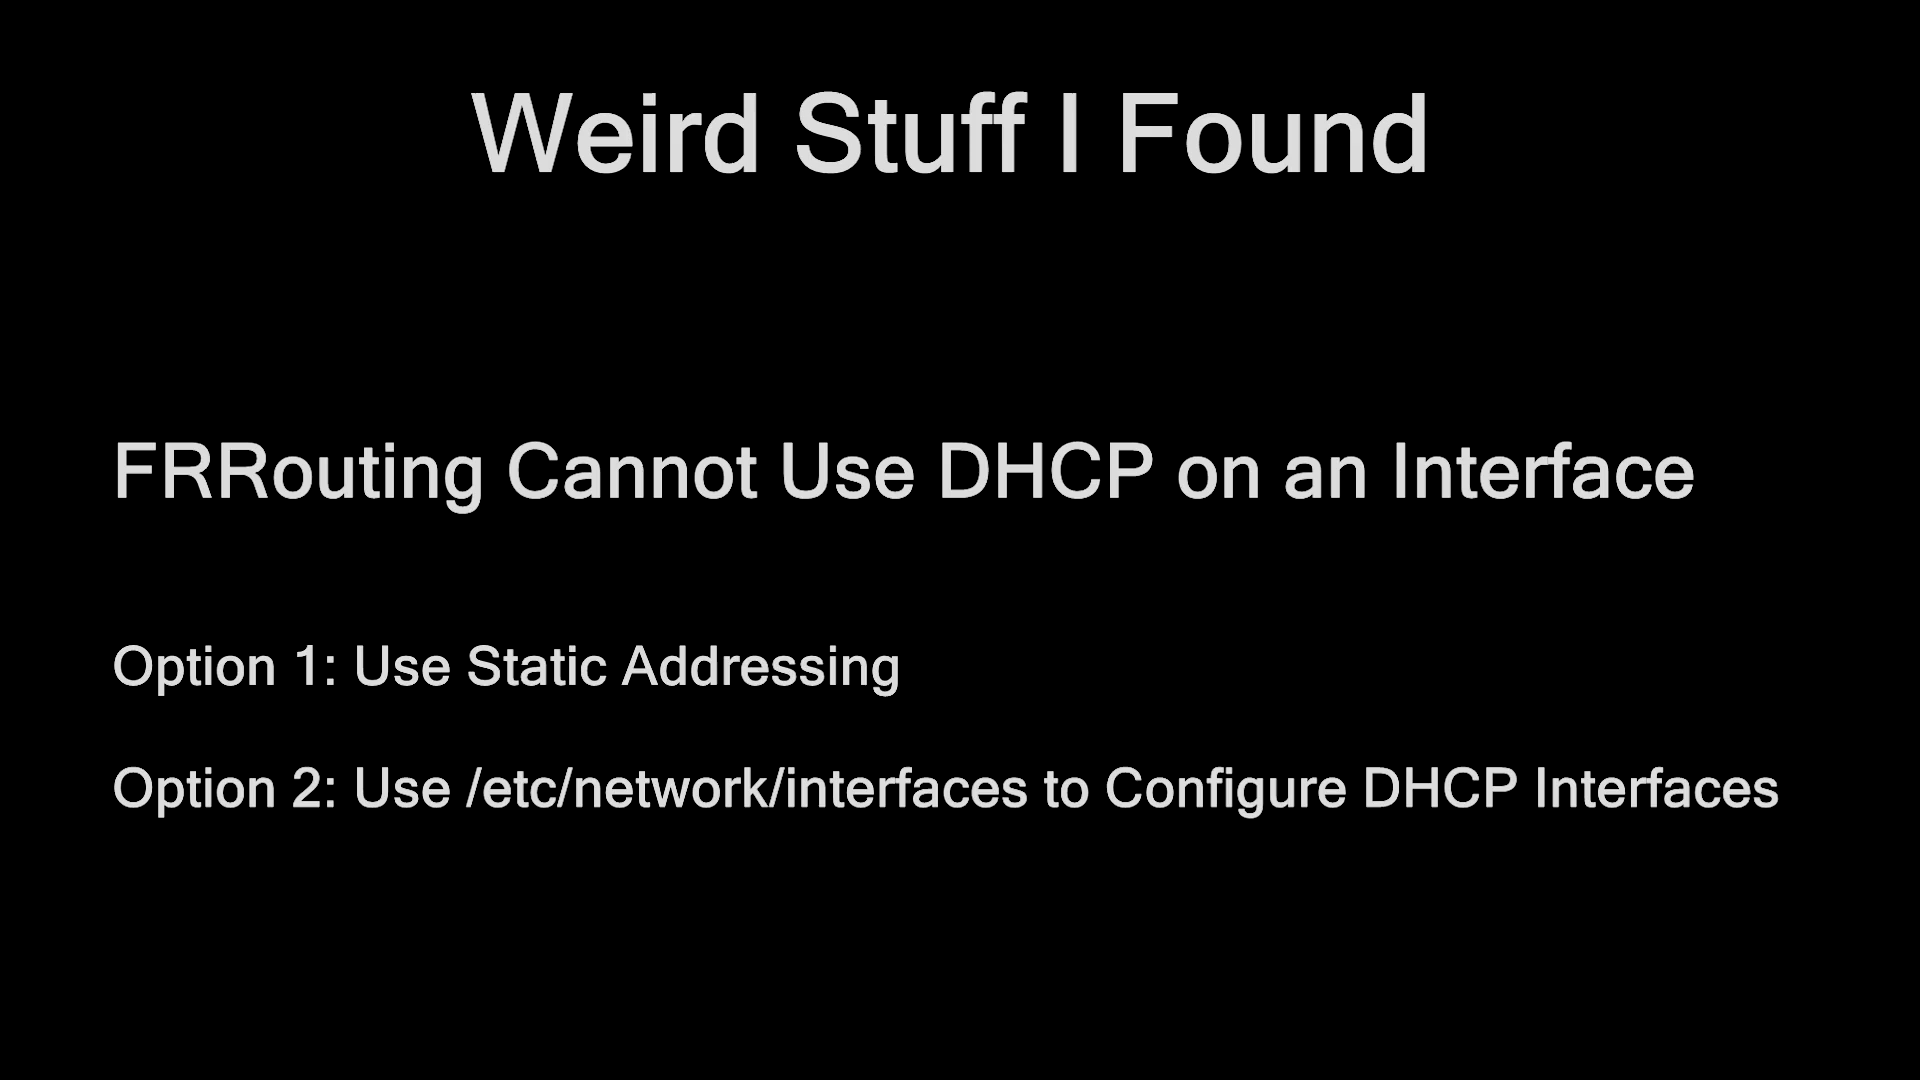 Weird Stuff I Found
FRRouting Cannot Use DHCP on an Interface
Option 1: Use Static Addressing
Option 2: Use /etc/network/interfaces to Configure DHCP Interfaces